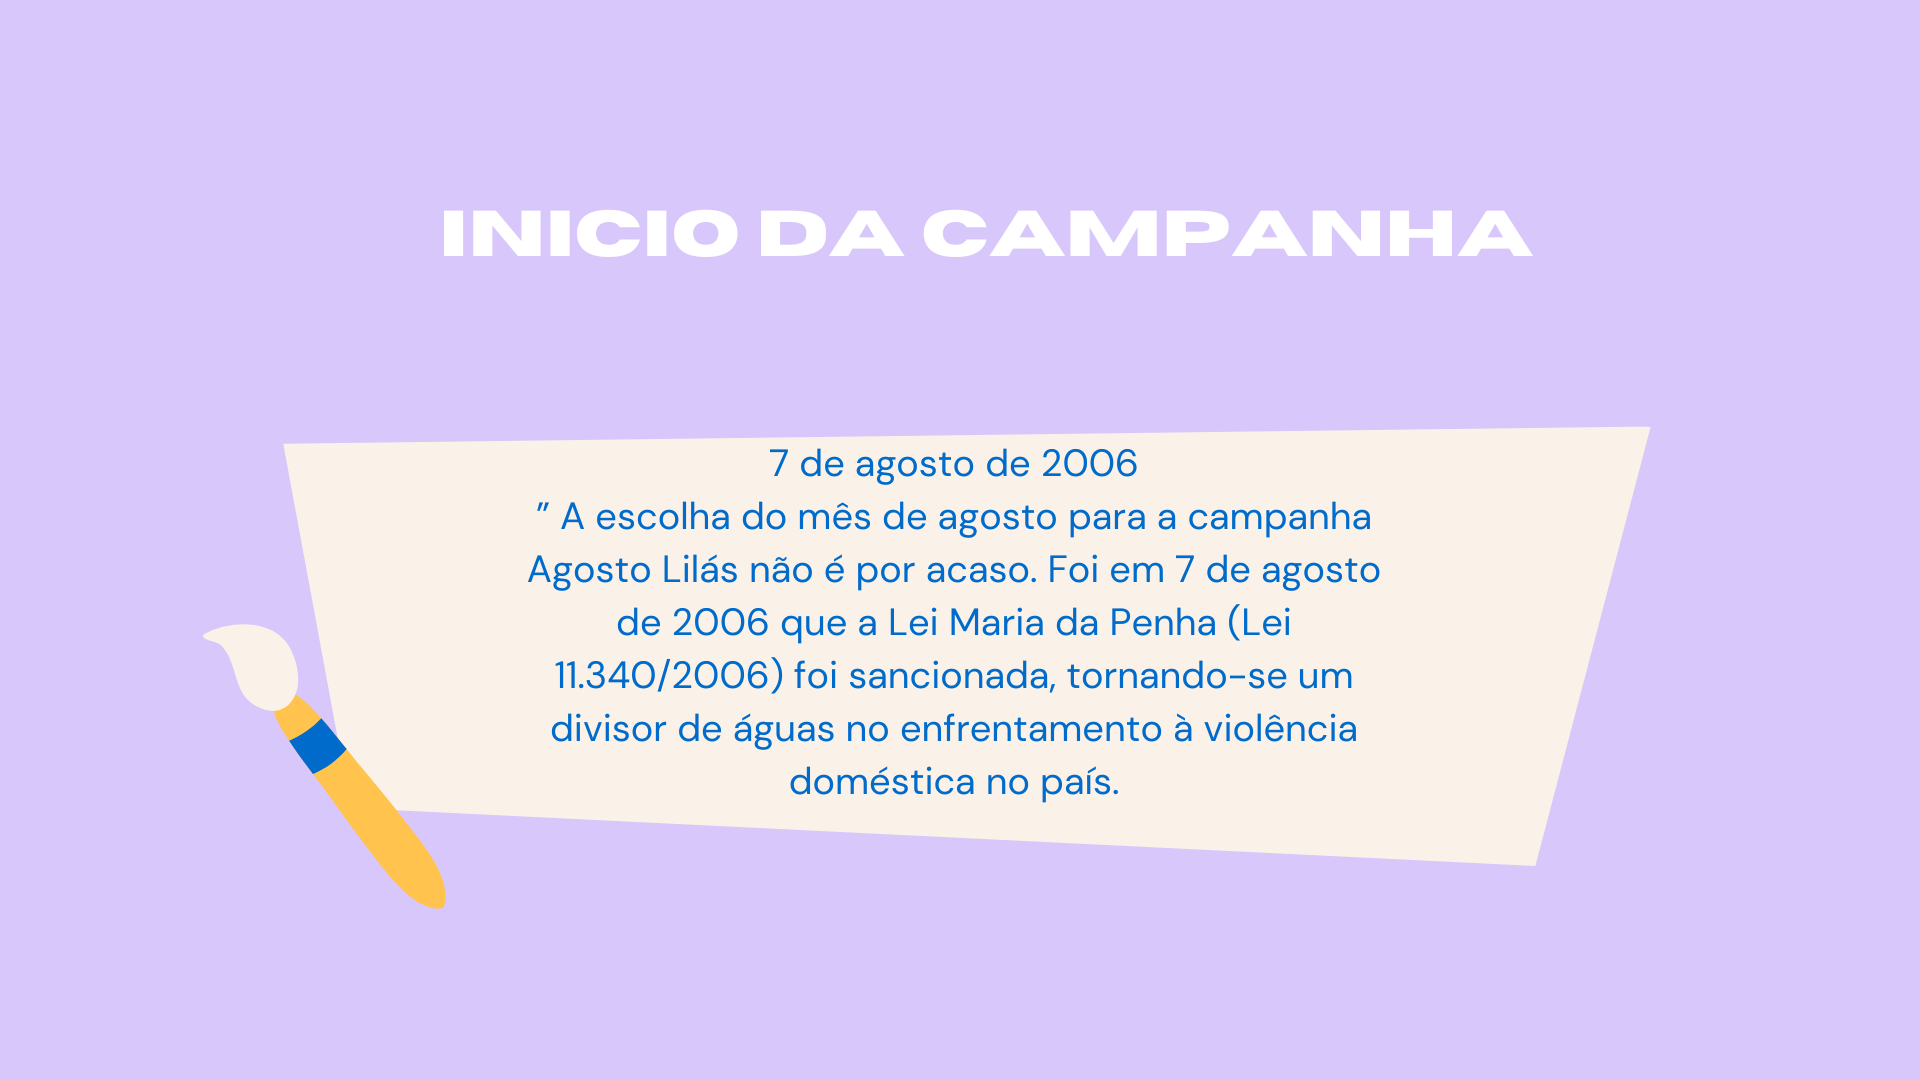 INICIO DA CAMPANHA
7 de agosto de 2006
” A escolha do mês de agosto para a campanha
Agosto Lilás não é por acaso. Foi em 7 de agosto
de 2006 que a Lei Maria da Penha (Lei
11.340/2006) foi sancionada, tornando-se um
divisor de águas no enfrentamento à violência
doméstica no país.